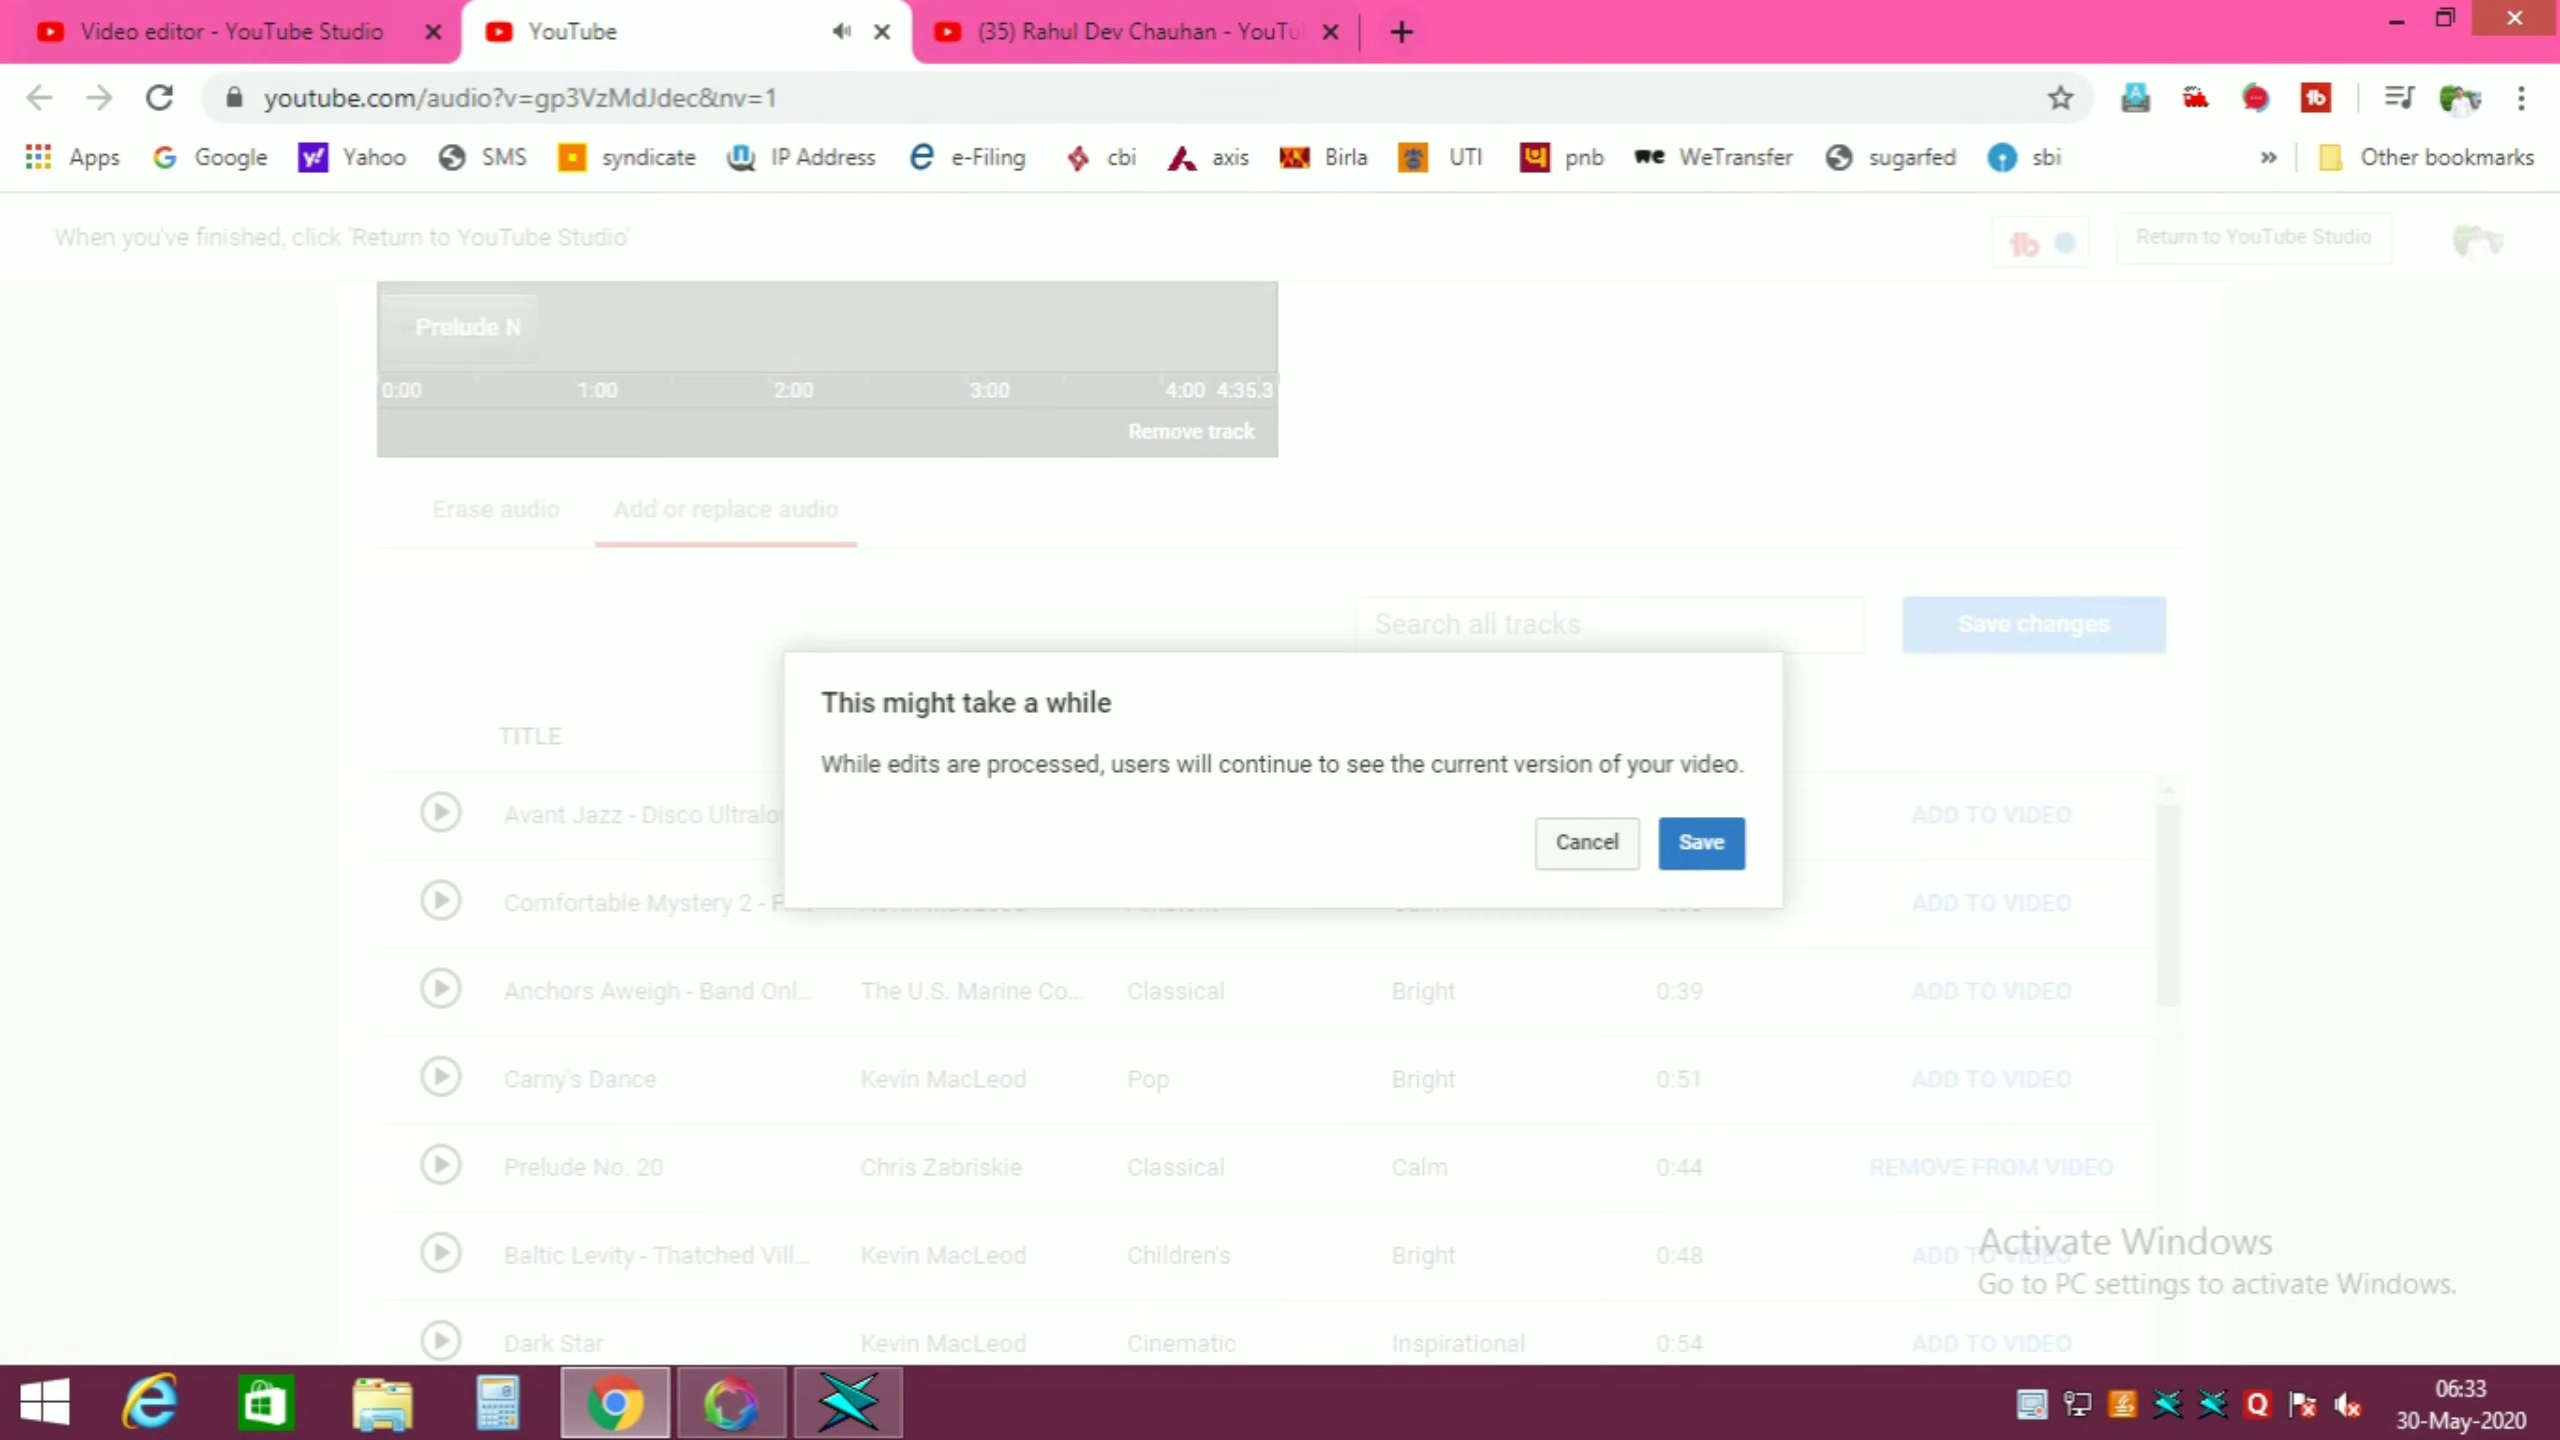 Video editor - YouTube Studio
YouTube
(35) Rahul Dev Chauhan - YouTu
youtube.com/audio?v=gp3VzMdJdec&nv=1
Apps Google Yahoo SMS syndicate IP Address e-Filing cbi axis Birla UTI pnb WeTransfer sugarfed sbi » Other bookmarks
When you've finished, click 'Return to YouTube Studio'
Return to YouTube Studio
Prelude N
0:00 1:00 2:00 3:00 4:00 4:35.3
Remove track
Erase audio Add or replace audio
Search all tracks Save changes
This might take a while
While edits are processed, users will continue to see the current version of your video.
Cancel Save
TITLE
Avant Jazz - Disco Ultralo ADD TO VIDEO
Comfortable Mystery 2 - ADD TO VIDEO
Anchors Aweigh - Band Onl... The U.S. Marine Co... Classical Bright 0:39 ADD TO VIDEO
Carny's Dance Kevin MacLeod Pop Bright 0:51 ADD TO VIDEO
Prelude No. 20 Chris Zabriskie Classical Calm 0:44 REMOVE FROM VIDEO
Baltic Levity - Thatched Vill... Kevin MacLeod Children's Bright 0:48 ADD TO VIDEO
Activate Windows
Go to PC settings to activate Windows.
Dark Star Kevin MacLeod Cinematic Inspirational 0:54 ADD TO VIDEO
06:33
30-May-2020